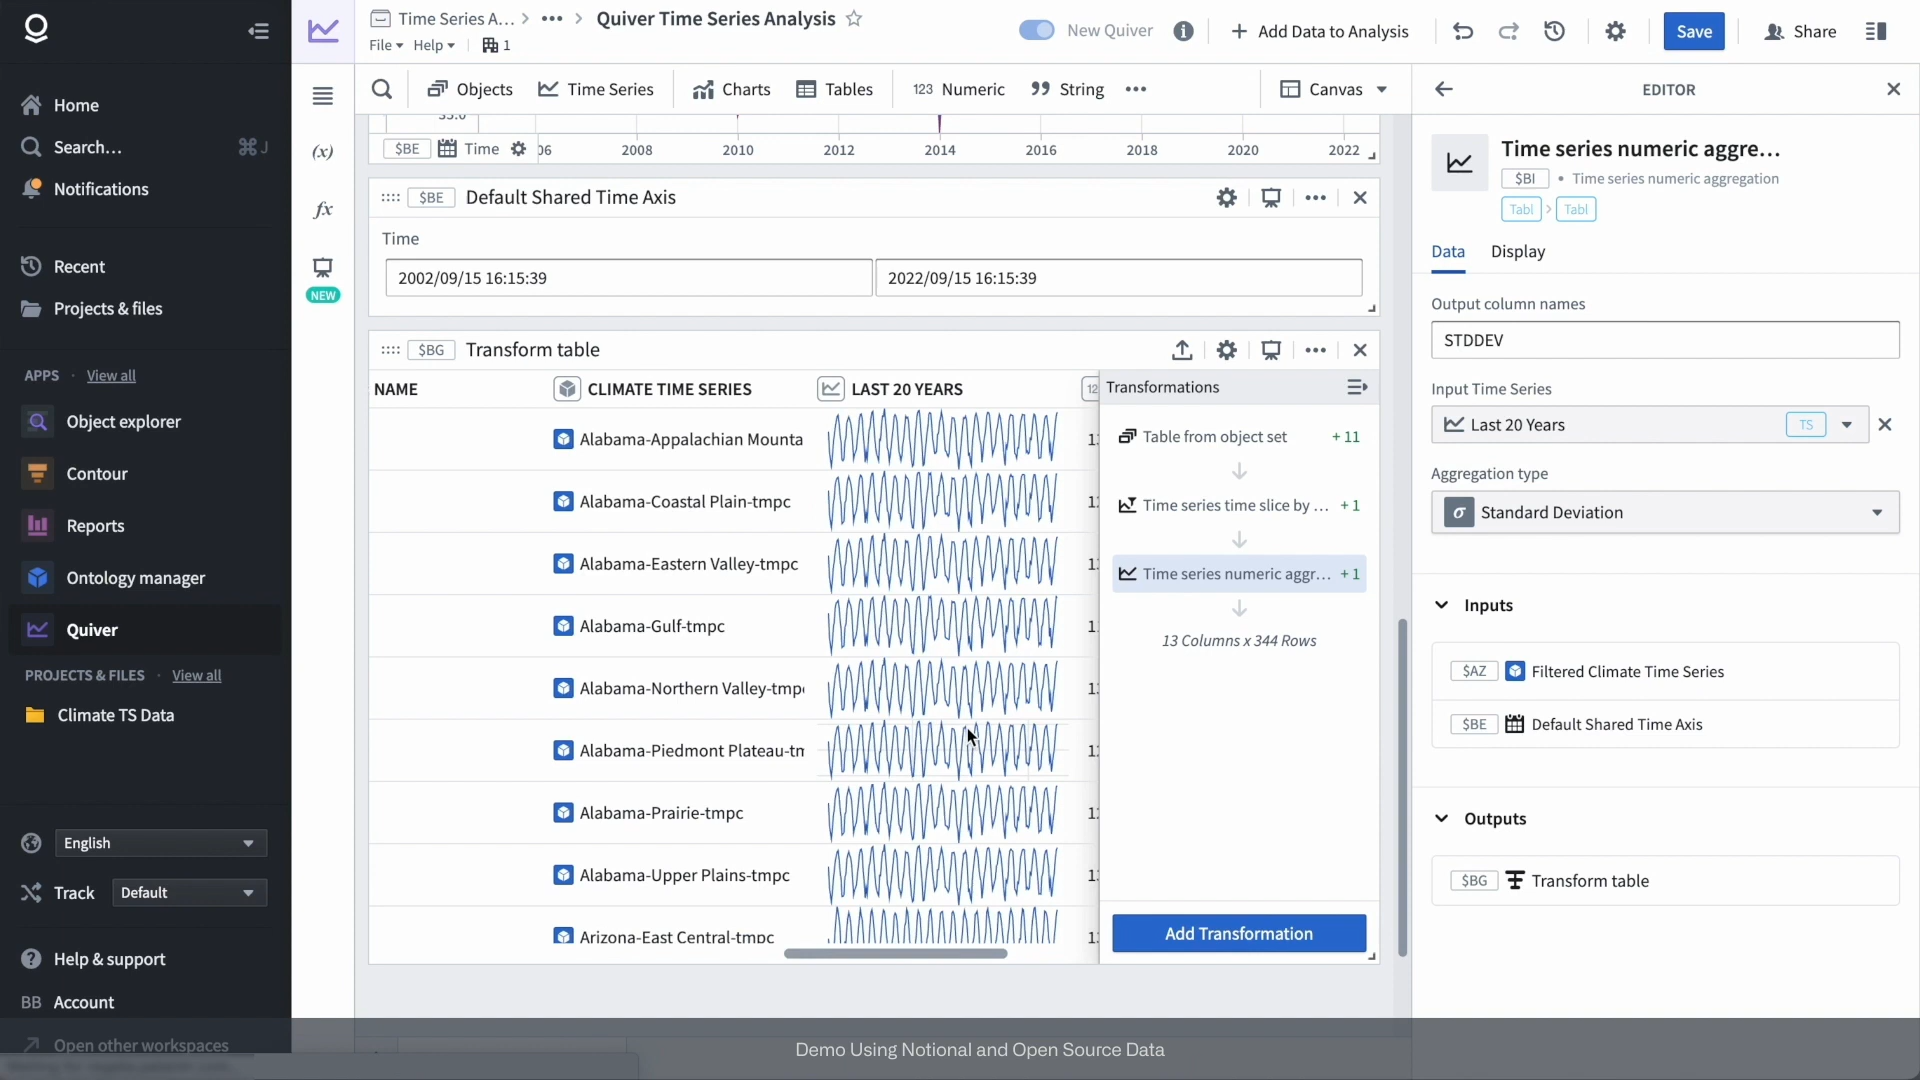 Home
Search…
⌘ J
Notifications
Recent
Projects & files
APPS · View all
Object explorer
Contour
Reports
Ontology manager
Quiver
PROJECTS & FILES · View all
Climate TS Data
English
Track
Default
Help & support
BB Account
Open other workspaces
Time Series A… > ••• > Quiver Time Series Analysis
File Help 1
New Quiver
Add Data to Analysis
Save
Share
(x)
fx
NEW
Objects
Time Series
Charts
Tables
123 Numeric
String
Canvas
35.0
$BE Time
06 2008 2010 2012 2014 2016 2018 2020 2022
$BE Default Shared Time Axis
Time
2002/09/15 16:15:39
2022/09/15 16:15:39
$BG Transform table
NAME
CLIMATE TIME SERIES
LAST 20 YEARS
12
Alabama-Appalachian Mounta
Alabama-Coastal Plain-tmpc
Alabama-Eastern Valley-tmpc
Alabama-Gulf-tmpc
Alabama-Northern Valley-tmp
Alabama-Piedmont Plateau-tm
Alabama-Prairie-tmpc
Alabama-Upper Plains-tmpc
Arizona-East Central-tmpc
Transformations
Table from object set + 11
Time series time slice by … + 1
Time series numeric aggr… + 1
13 Columns x 344 Rows
Add Transformation
EDITOR
Time series numeric aggre…
$BI • Time series numeric aggregation
Tabl > Tabl
Data
Display
Output column names
STDDEV
Input Time Series
Last 20 Years
TS
Aggregation type
σ Standard Deviation
Inputs
$AZ Filtered Climate Time Series
$BE Default Shared Time Axis
Outputs
$BG Transform table
Demo Using Notional and Open Source Data